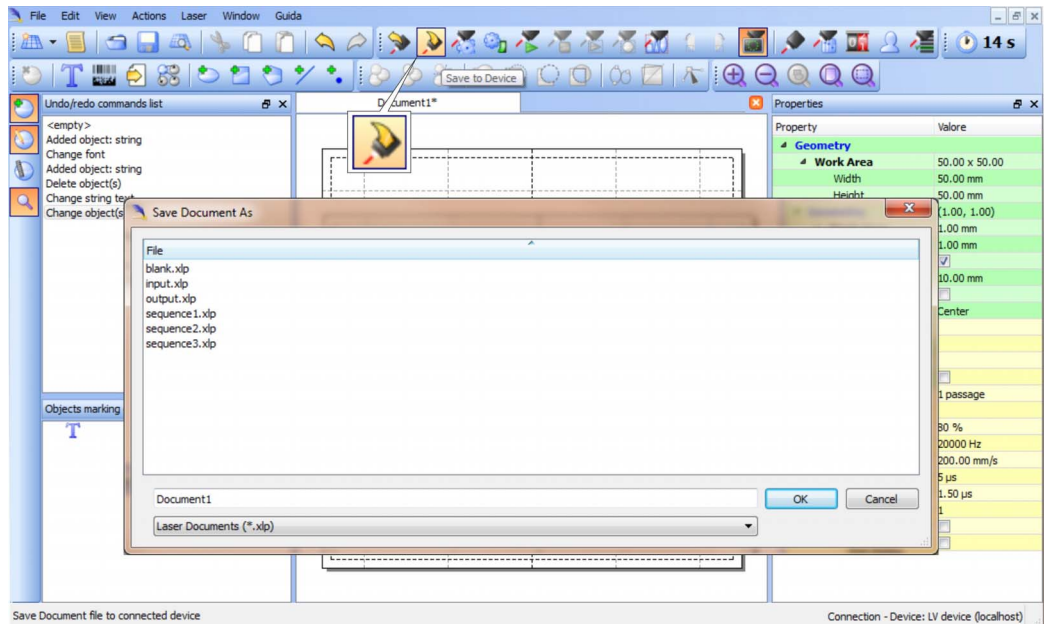 File Edit View Actions Laser Window Guida
14 s
Save to Device
Undo/redo commands list
<empty>
Added object: string
Change font
Added object: string
Delete object(s)
Change string text
Change object(s
Document1*
Properties
Property Valore
Geometry
Work Area 50.00 x 50.00
Width 50.00 mm
Height 50.00 mm
(1.00, 1.00)
1.00 mm
1.00 mm
10.00 mm
Center
1 passage
80 %
20000 Hz
200.00 mm/s
5 µs
1.50 µs
1
Save Document As
File
blank.xlp
input.xlp
output.xlp
sequence1.xlp
sequence2.xlp
sequence3.xlp
Document1
OK Cancel
Laser Documents (*.xlp)
Objects marking
T
Save Document file to connected device
Connection - Device: LV device (localhost)